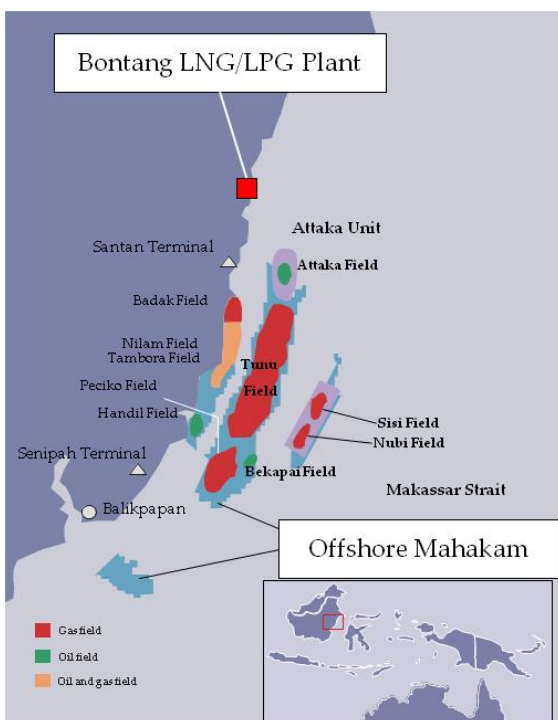 Bontang LNG/LPG Plant
Attaka Unit
Santan Terminal
Attaka Field
Badak Field
Nilam Field
Tambora Field
Tunu
Field
Peciko Field
Handil Field
Sisi Field
Nubi Field
Senipah Terminal
Bekapai Field
Makassar Strait
Balikpapan
Offshore Mahakam
Gasfield
Oil field
Oil and gasfield